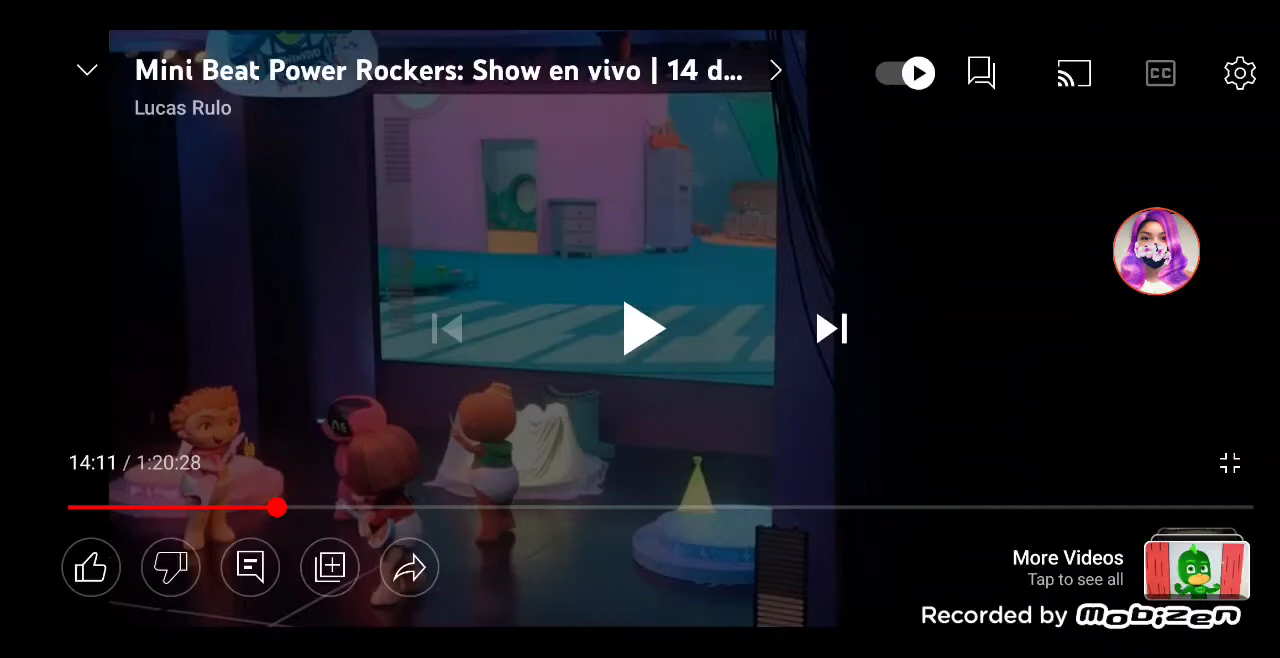 Mini Beat Power Rockers: Show en vivo | 14 d...
Lucas Rulo
CC
14:11 / 1:20:28
More Videos
Tap to see all
Recorded by mobizen